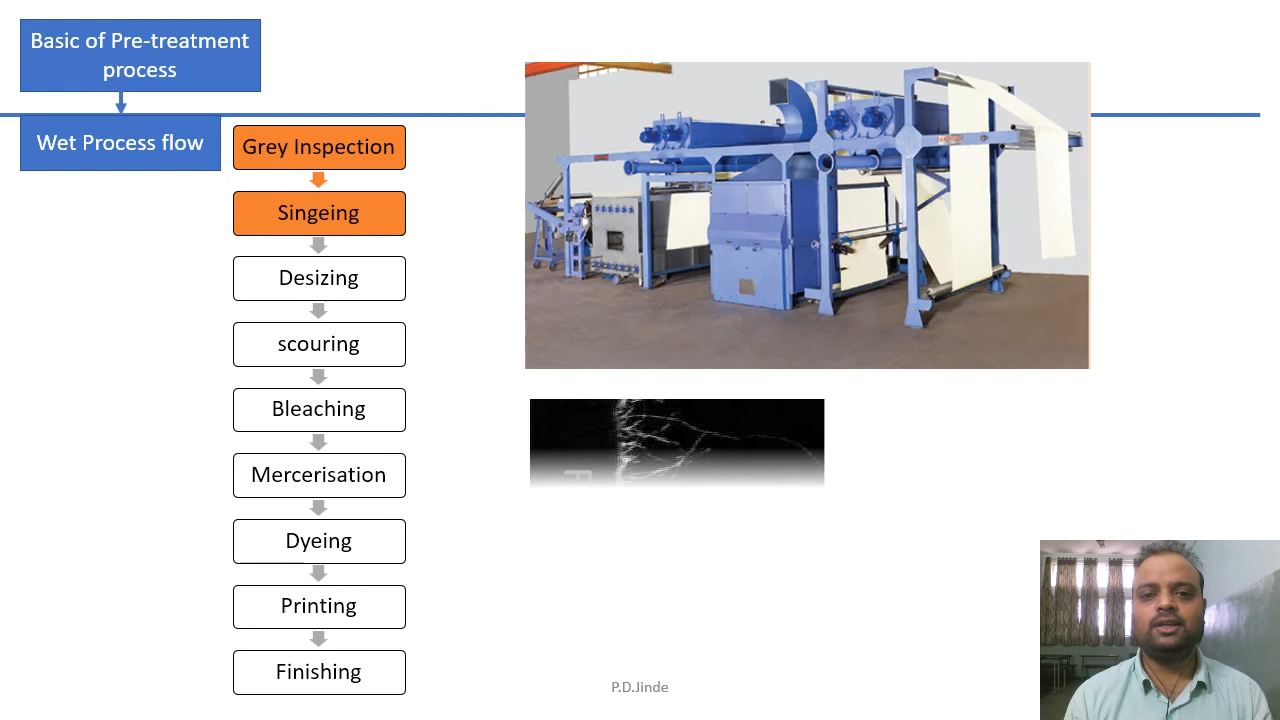 Basic of Pre-treatment
process
Wet Process flow
Grey Inspection
Singeing
Desizing
scouring
Bleaching
Mercerisation
Dyeing
Printing
Finishing
P.D.Jinde